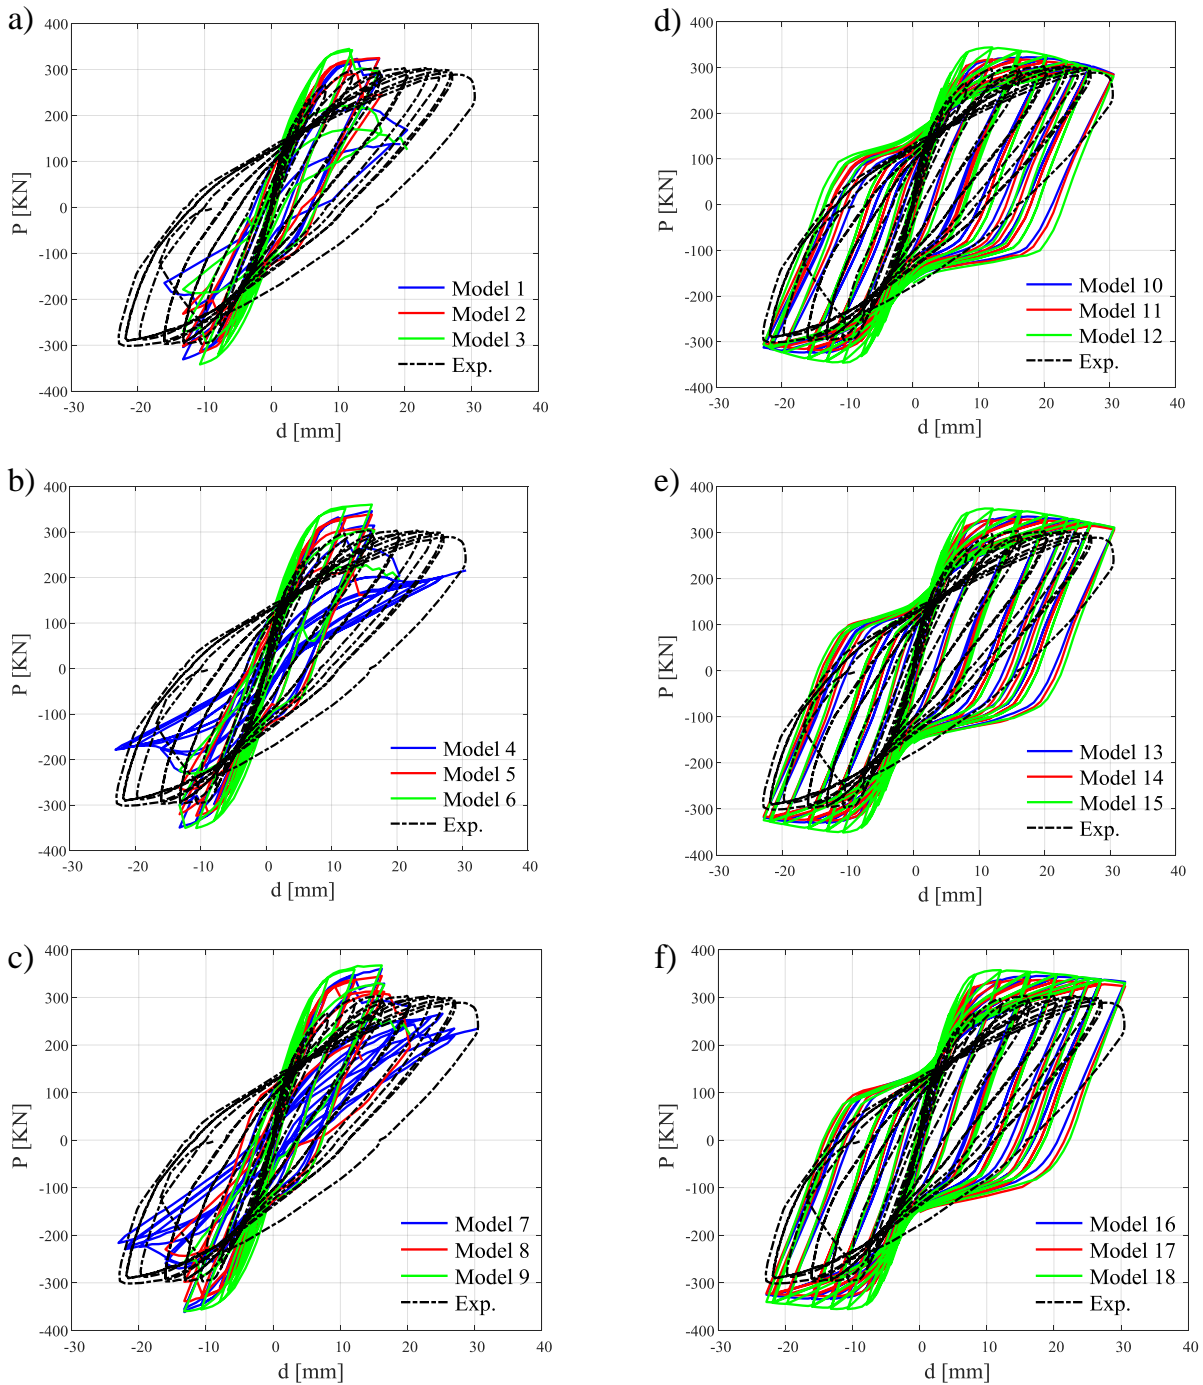 a)
400
300
200
100
0
-100
-200
-300
-400
P [KN]
-30
-20
-10
0
10
20
30
40
d [mm]
Model 1
Model 2
Model 3
Exp.
d)
400
300
200
100
0
-100
-200
-300
-400
P [KN]
-30
-20
-10
0
10
20
30
40
d [mm]
Model 10
Model 11
Model 12
Exp.
b)
400
300
200
100
0
-100
-200
-300
-400
P [KN]
-30
-20
-10
0
10
20
30
40
d [mm]
Model 4
Model 5
Model 6
Exp.
e)
400
300
200
100
0
-100
-200
-300
-400
P [KN]
-30
-20
-10
0
10
20
30
40
d [mm]
Model 13
Model 14
Model 15
Exp.
c)
400
300
200
100
0
-100
-200
-300
-400
P [KN]
-30
-20
-10
0
10
20
30
40
d [mm]
Model 7
Model 8
Model 9
Exp.
f)
400
300
200
100
0
-100
-200
-300
-400
P [KN]
-30
-20
-10
0
10
20
30
40
d [mm]
Model 16
Model 17
Model 18
Exp.